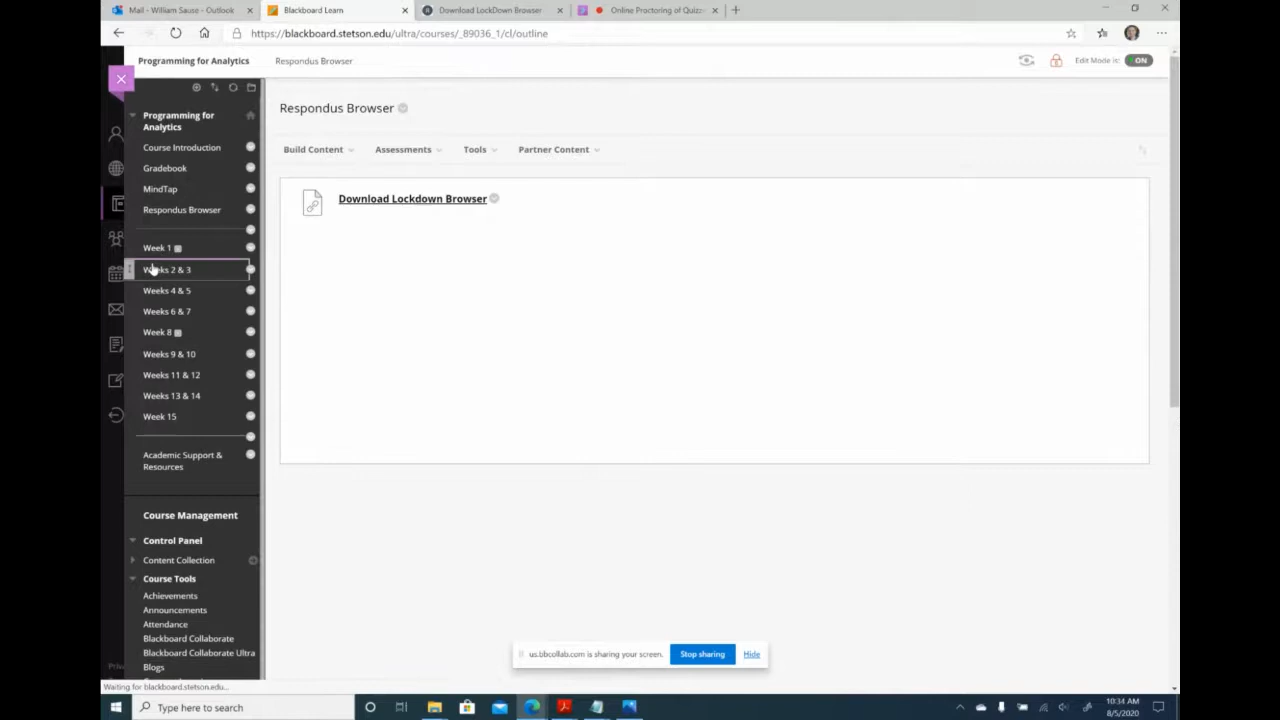 Mail - William Sause - Outlook
Blackboard Learn
Download LockDown Browser
Online Proctoring of Quizz
https://blackboard.stetson.edu/ultra/courses/_89036_1/cl/outline
Programming for Analytics
Respondus Browser
Edit Mode is:
ON
Programming for
Analytics
Course Introduction
Gradebook
MindTap
Respondus Browser
Week 1
Weeks 2 & 3
Weeks 4 & 5
Weeks 6 & 7
Week 8
Weeks 9 & 10
Weeks 11 & 12
Weeks 13 & 14
Week 15
Academic Support &
Resources
Course Management
Control Panel
Content Collection
Course Tools
Achievements
Announcements
Attendance
Blackboard Collaborate
Blackboard Collaborate Ultra
Blogs
Respondus Browser
Build Content
Assessments
Tools
Partner Content
Download Lockdown Browser
us.bbcollab.com is sharing your screen.
Stop sharing
Hide
Priv
Waiting for blackboard.stetson.edu...
Type here to search
10:34 AM
8/5/2020